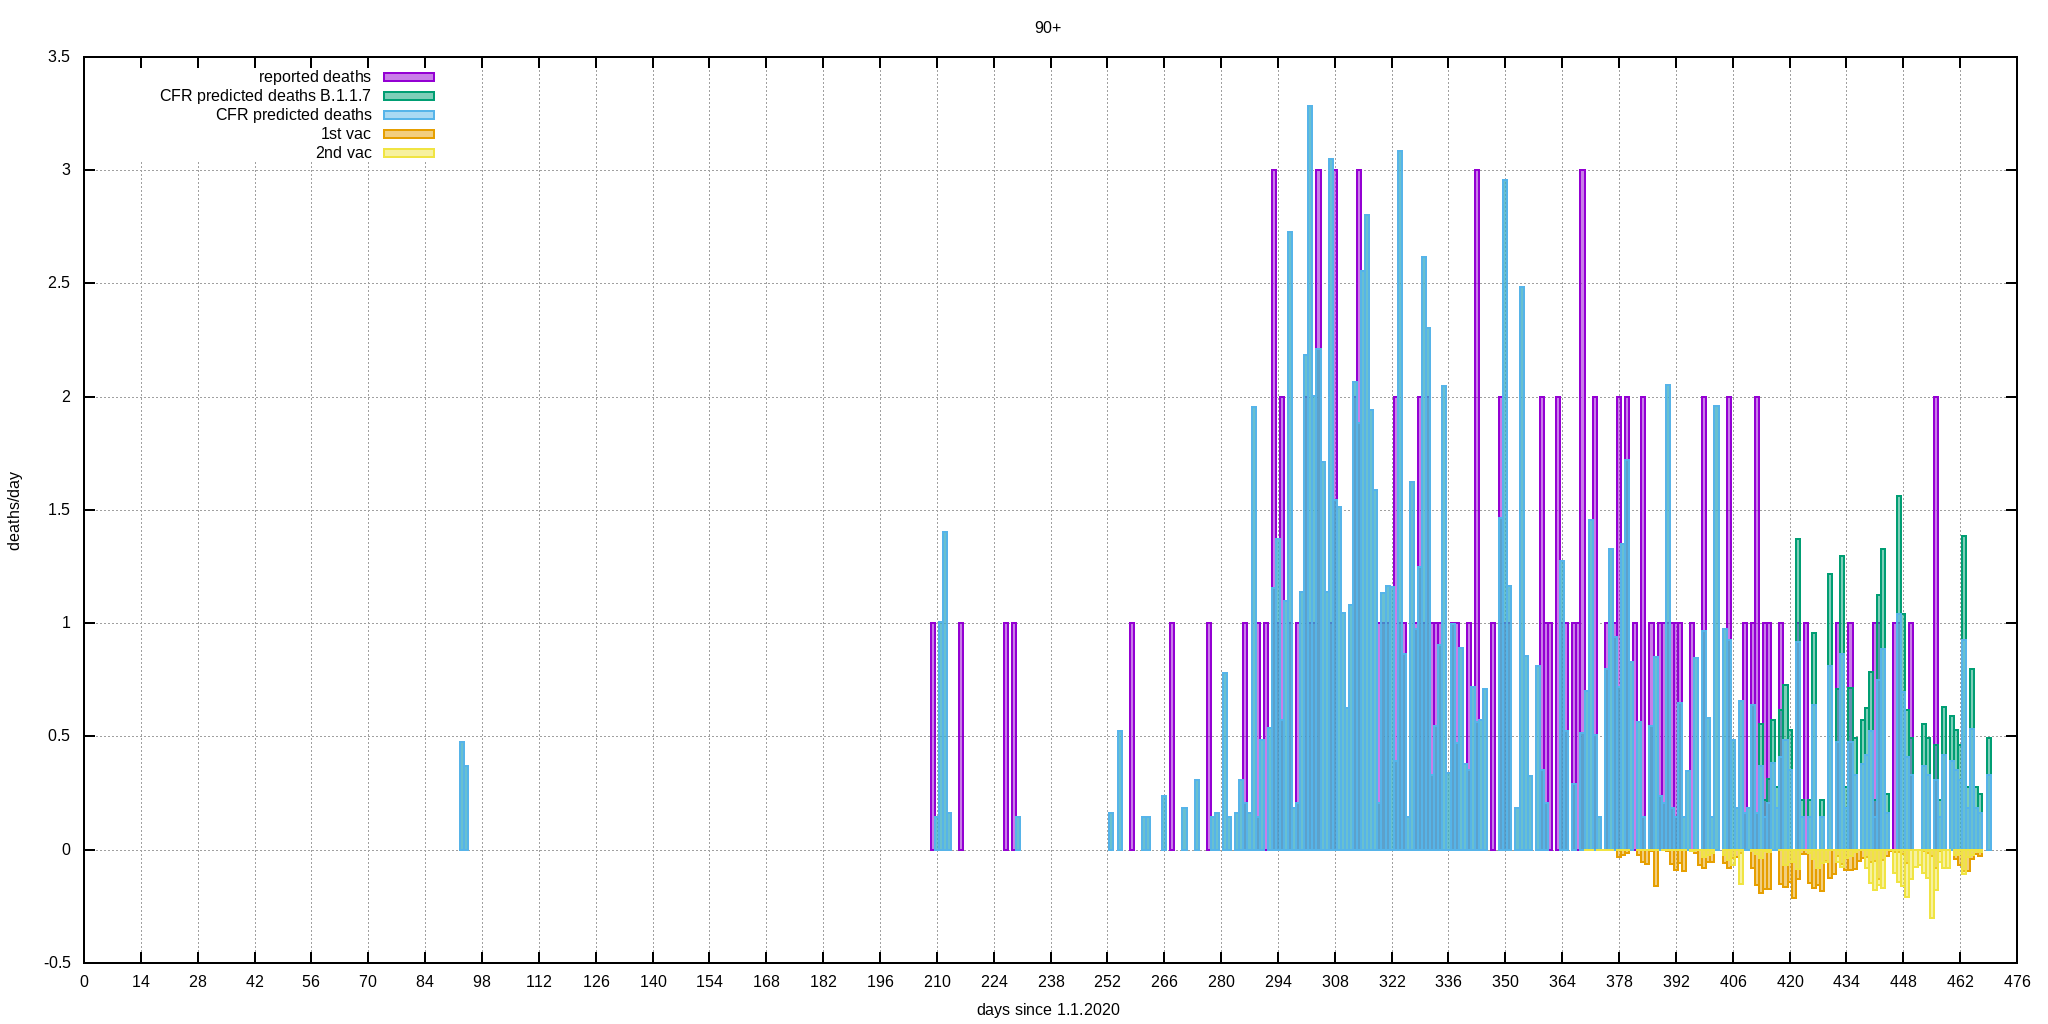 90+
3.5
3
2.5
2
1.5
1
0.5
0
-0.5
deaths/day
reported deaths
CFR predicted deaths B.1.1.7
CFR predicted deaths
1st vac
2nd vac
0 14 28 42 56 70 84 98 112 126 140 154 168 182 196 210 224 238 252 266 280 294 308 322 336 350 364 378 392 406 420 434 448 462 476
days since 1.1.2020